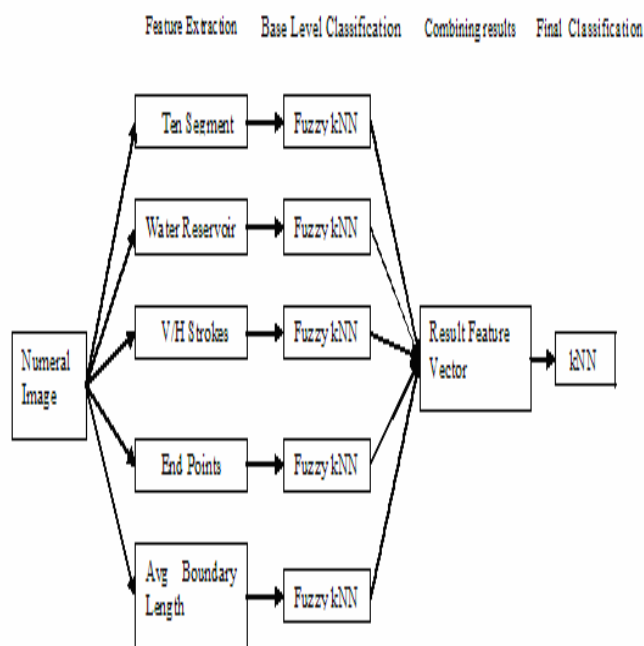 Feature Extraction Base Level Classification Combining results Final Classification
Ten Segment Fuzzy kNN
Water Reservoir Fuzzy kNN
V/H Strokes Fuzzy kNN
Numeral
Image
Result Feature
Vector
kNN
End Points Fuzzy kNN
Avg Boundary
Length
Fuzzy kNN